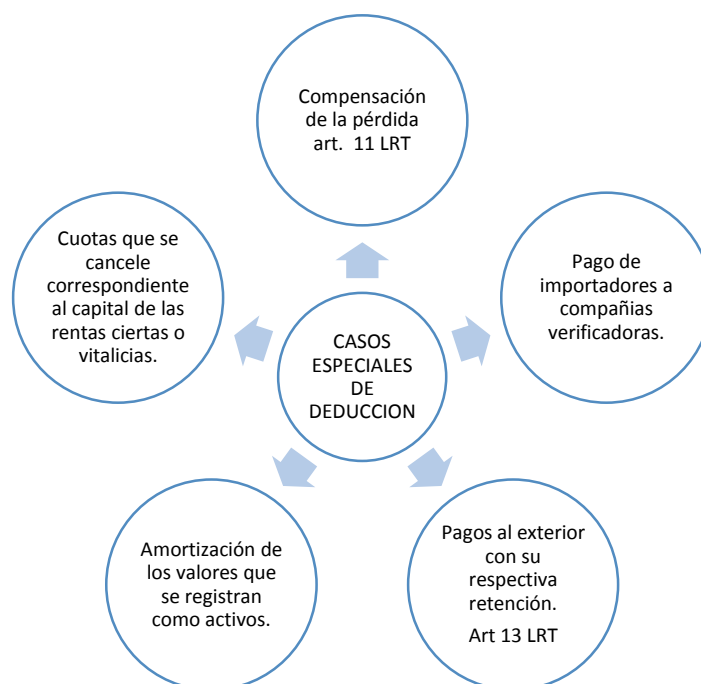 Compensación
de la pérdida
art. 11 LRT
Cuotas que se
cancele
correspondiente
al capital de las
rentas ciertas o
vitalicias.
Pago de
importadores a
compañias
verificadoras.
CASOS
ESPECIALES
DE
DEDUCCION
Amortización de
los valores que
se registran
como activos.
Pagos al exterior
con su
respectiva
retención.
Art 13 LRT